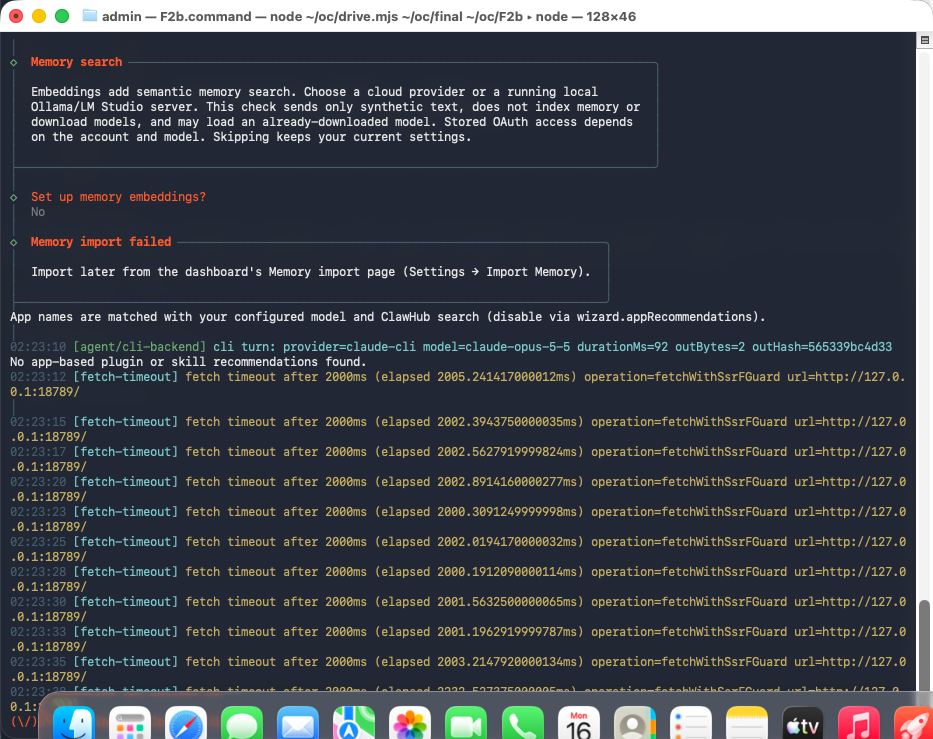 admin — F2b.command — node ~/oc/drive.mjs ~/oc/final ~/oc/F2b ▸ node — 128×46
Memory search
Embeddings add semantic memory search. Choose a cloud provider or a running local
Ollama/LM Studio server. This check sends only synthetic text, does not index memory or
download models, and may load an already-downloaded model. Stored OAuth access depends
on the account and model. Skipping keeps your current settings.
Set up memory embeddings?
No
Memory import failed
Import later from the dashboard's Memory import page (Settings → Import Memory).
App names are matched with your configured model and ClawHub search (disable via wizard.appRecommendations).
02:23:10 [agent/cli-backend] cli turn: provider=claude-cli model=claude-opus-5-5 durationMs=92 outBytes=2 outHash=565339bc4d33
No app-based plugin or skill recommendations found.
02:23:12 [fetch-timeout] fetch timeout after 2000ms (elapsed 2005.241417000012ms) operation=fetchWithSsrFGuard url=http://127.0.
0.1:18789/
02:23:15 [fetch-timeout] fetch timeout after 2000ms (elapsed 2002.3943750000035ms) operation=fetchWithSsrFGuard url=http://127.0
.0.1:18789/
02:23:17 [fetch-timeout] fetch timeout after 2000ms (elapsed 2002.5627919999824ms) operation=fetchWithSsrFGuard url=http://127.0
.0.1:18789/
02:23:20 [fetch-timeout] fetch timeout after 2000ms (elapsed 2002.8914160000277ms) operation=fetchWithSsrFGuard url=http://127.0
.0.1:18789/
02:23:23 [fetch-timeout] fetch timeout after 2000ms (elapsed 2000.3091249999998ms) operation=fetchWithSsrFGuard url=http://127.0
.0.1:18789/
02:23:25 [fetch-timeout] fetch timeout after 2000ms (elapsed 2002.0194170000032ms) operation=fetchWithSsrFGuard url=http://127.0
.0.1:18789/
02:23:28 [fetch-timeout] fetch timeout after 2000ms (elapsed 2000.1912090000114ms) operation=fetchWithSsrFGuard url=http://127.0
.0.1:18789/
02:23:30 [fetch-timeout] fetch timeout after 2000ms (elapsed 2001.5632500000065ms) operation=fetchWithSsrFGuard url=http://127.0
.0.1:18789/
02:23:33 [fetch-timeout] fetch timeout after 2000ms (elapsed 2001.1962919999787ms) operation=fetchWithSsrFGuard url=http://127.0
.0.1:18789/
02:23:35 [fetch-timeout] fetch timeout after 2000ms (elapsed 2003.2147920000134ms) operation=fetchWithSsrFGuard url=http://127.0
.0.1:18789/
[fetch-timeout] fetch timeout after 2000ms (elapsed operation=fetchWithSsrFGuard url=http://127.0
(\/)
Mon
16
tv